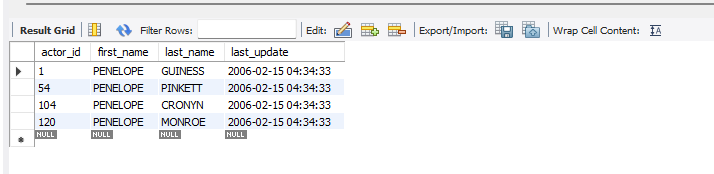 Result Grid Filter Rows: Edit: Export/Import: Wrap Cell Content: IA
actor_id first_name last_name last_update
1 PENELOPE GUINESS 2006-02-15 04:34:33
54 PENELOPE PINKETT 2006-02-15 04:34:33
104 PENELOPE CRONYN 2006-02-15 04:34:33
120 PENELOPE MONROE 2006-02-15 04:34:33
NULL NULL NULL NULL